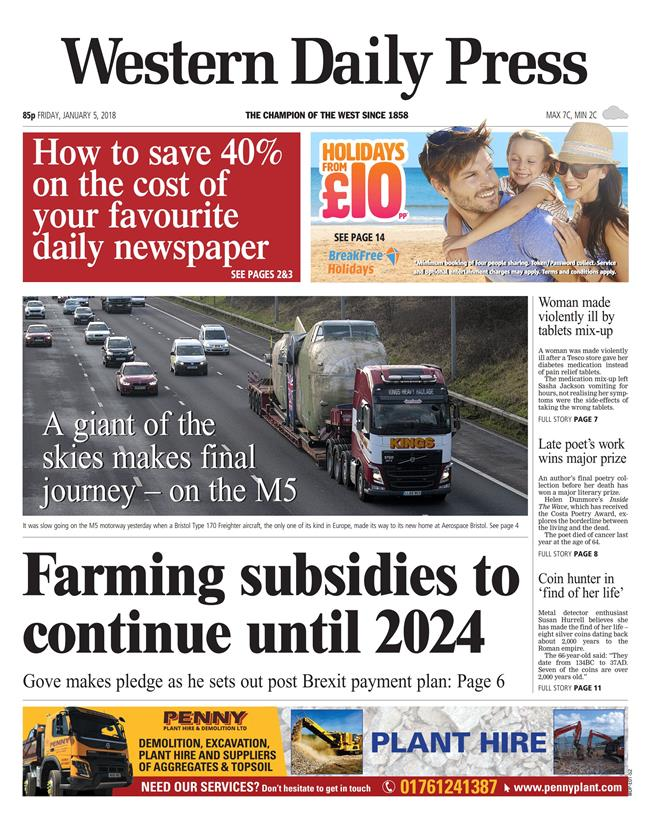 Western Daily Press
85p FRIDAY, JANUARY 5, 2018
THE CHAMPION OF THE WEST SINCE 1858
MAX 7C, MIN 2C
How to save 40%
on the cost of
your favourite
daily newspaper
SEE PAGES 2&3
HOLIDAYS
FROM
£10
PP*
SEE PAGE 14
BreakFree
Holidays
*Minimum booking of four people sharing. Token/Password collect. Service
and optional entertainment charges may apply. Terms and conditions apply.
KINGS HEAVY HAULAGE
KINGS
A giant of the
skies makes final
journey – on the M5
It was slow going on the M5 motorway yesterday when a Bristol Type 170 Freighter aircraft, the only one of its kind in Europe, made its way to its new home at Aerospace Bristol. See page 4
Farming subsidies to
continue until 2024
Gove makes pledge as he sets out post Brexit payment plan: Page 6
Woman made
violently ill by
tablets mix-up
A woman was made violently
ill after a Tesco store gave her
diabetes medication instead
of pain relief tablets.
The medication mix-up left
Sasha Jackson vomiting for
hours, not realising her symp-
toms were the side-effects of
taking the wrong tablets.
FULL STORY PAGE 7
Late poet's work
wins major prize
An author's final poetry col-
lection before her death has
won a major literary prize.
Helen Dunmore's Inside
The Wave, which has received
the Costa Poetry Award, ex-
plores the borderline between
the living and the dead.
The poet died of cancer last
year at the age of 64.
FULL STORY PAGE 8
Coin hunter in
'find of her life'
Metal detector enthusiast
Susan Hurrell believes she
has made the find of her life –
eight silver coins dating back
about 2,000 years to the
Roman empire.
The 66-year-old said: "They
date from 134BC to 37AD.
Seven of the coins are over
2,000 years old."
FULL STORY PAGE 11
PENNY
PENNY
PLANT HIRE & DEMOLITION LTD
DEMOLITION, EXCAVATION,
PLANT HIRE AND SUPPLIERS
OF AGGREGATES & TOPSOIL
PLANT HIRE
NEED OUR SERVICES? Don't hesitate to get in touch
01761241387
www.pennyplant.com